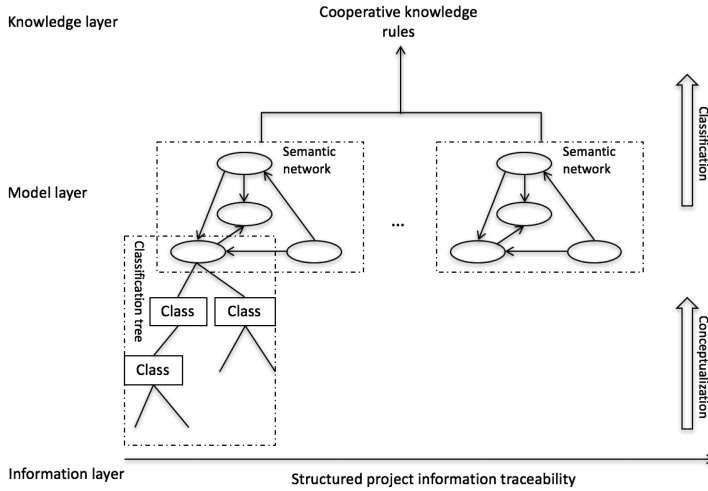 Knowledge layer
Cooperative knowledge
rules
Classification
Semantic
network
Semantic
network
Model layer
...
Classification tree
Class
Class
Class
Conceptualization
Information layer
Structured project information traceability